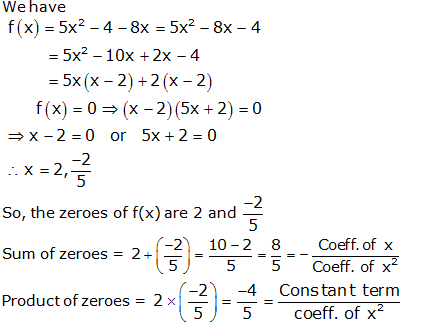 We have
f(x) = 5x² – 4 – 8x = 5x² – 8x – 4
= 5x² – 10x + 2x – 4
= 5x(x – 2) + 2(x – 2)
f(x) = 0 ⇒ (x – 2)(5x + 2) = 0
⇒ x – 2 = 0 or 5x + 2 = 0
∴ x = 2, –2/5
So, the zeroes of f(x) are 2 and –2/5
Sum of zeroes = 2 + (–2/5) = 10 – 2/5 = 8/5 = – Coeff. of x/Coeff. of x²
Product of zeroes = 2 × (–2/5) = –4/5 = Constant term/coeff. of x²